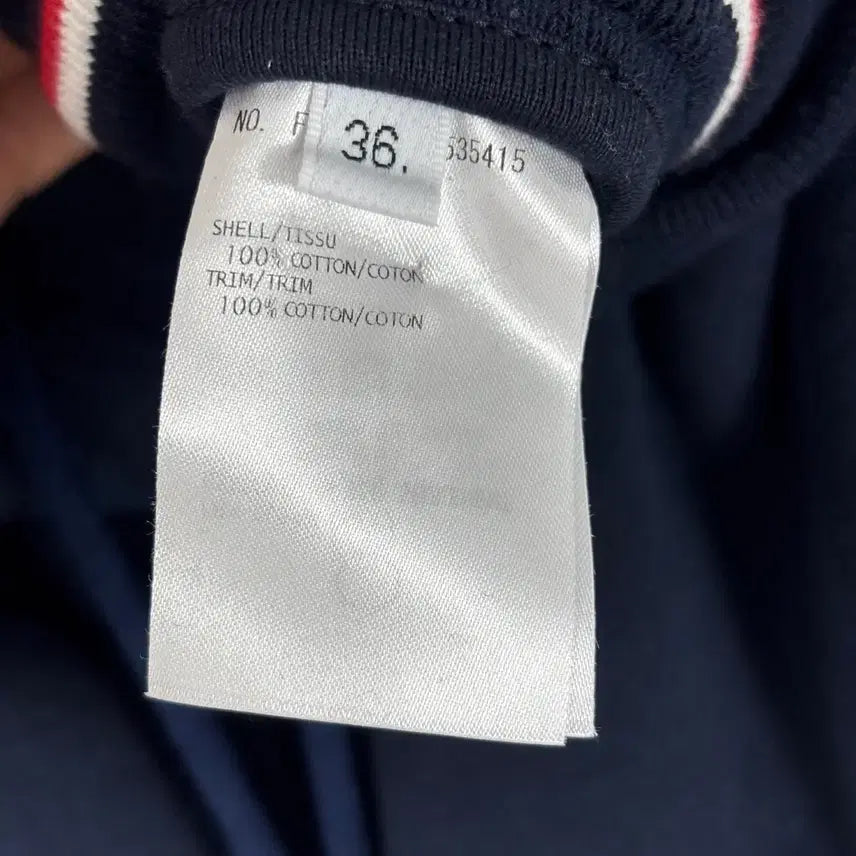 NO. F 36. 535415
SHELL/TISSU
100% COTTON/COTON
TRIM/TRIM
100% COTTON/COTON